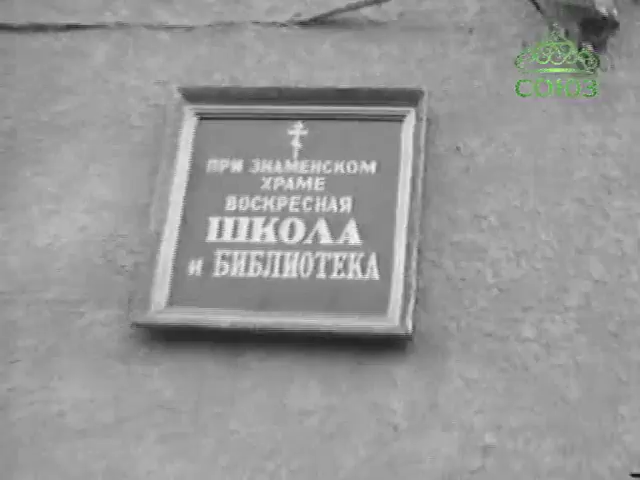 СОЮЗ
ПРИ ЗНАМЕНСКОМ
ХРАМЕ
ВОСКРЕСНАЯ
ШКОЛА
и БИБЛИОТЕКА